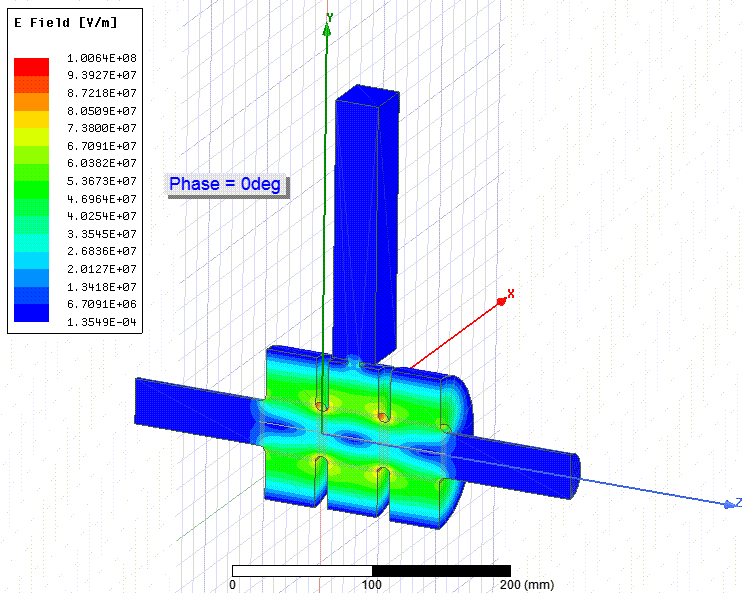 E Field [V/m]
1.0064E+08
9.3927E+07
8.7218E+07
8.0509E+07
7.3800E+07
6.7091E+07
6.0382E+07
5.3673E+07
4.6964E+07
4.0254E+07
3.3545E+07
2.6836E+07
2.0127E+07
1.3418E+07
6.7091E+06
1.3549E-04
Y
Phase = 0deg
X
Z
0 100 200 (mm)